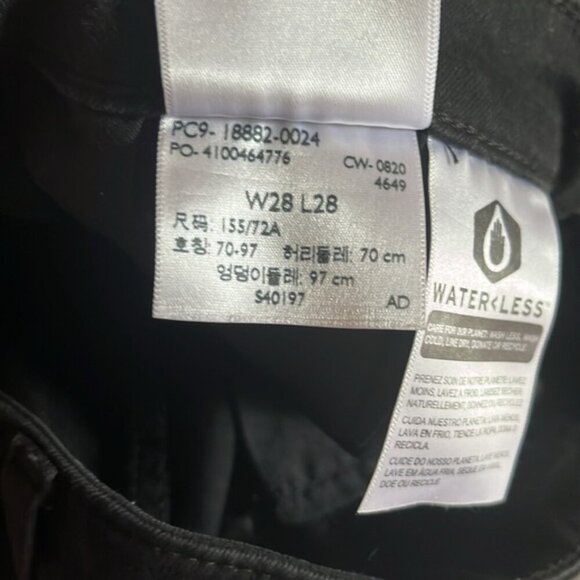 PC9- 18882-0024
PO- 4100464776
CW- 0820
4649
W28 L28
尺码: 155/72A
호칭: 70-97 허리둘레: 70 cm
엉덩이둘레: 97 cm
S40197
AD
WATER<LESS™
CARE FOR OUR PLANET: WASH LESS, WASH
COLD, LINE DRY, DONATE OR RECYCLE.
PRENEZ SOIN DE NOTRE PLANÈTE: LAVEZ
MOINS, LAVEZ À FROID, LAISSEZ SÉCHER
NATURELLEMENT, DONNEZ OU RECYCLEZ.
CUIDA NUESTRO PLANETA: LAVA MENOS,
LAVA EN FRÍO, TIENDE LA ROPA, DONA O
RECICLA.
CUIDE DO NOSSO PLANETA: LAVE MENOS,
LAVE EM ÁGUA FRIA, SEQUE AO VARAL,
DOE OU RECICLE.